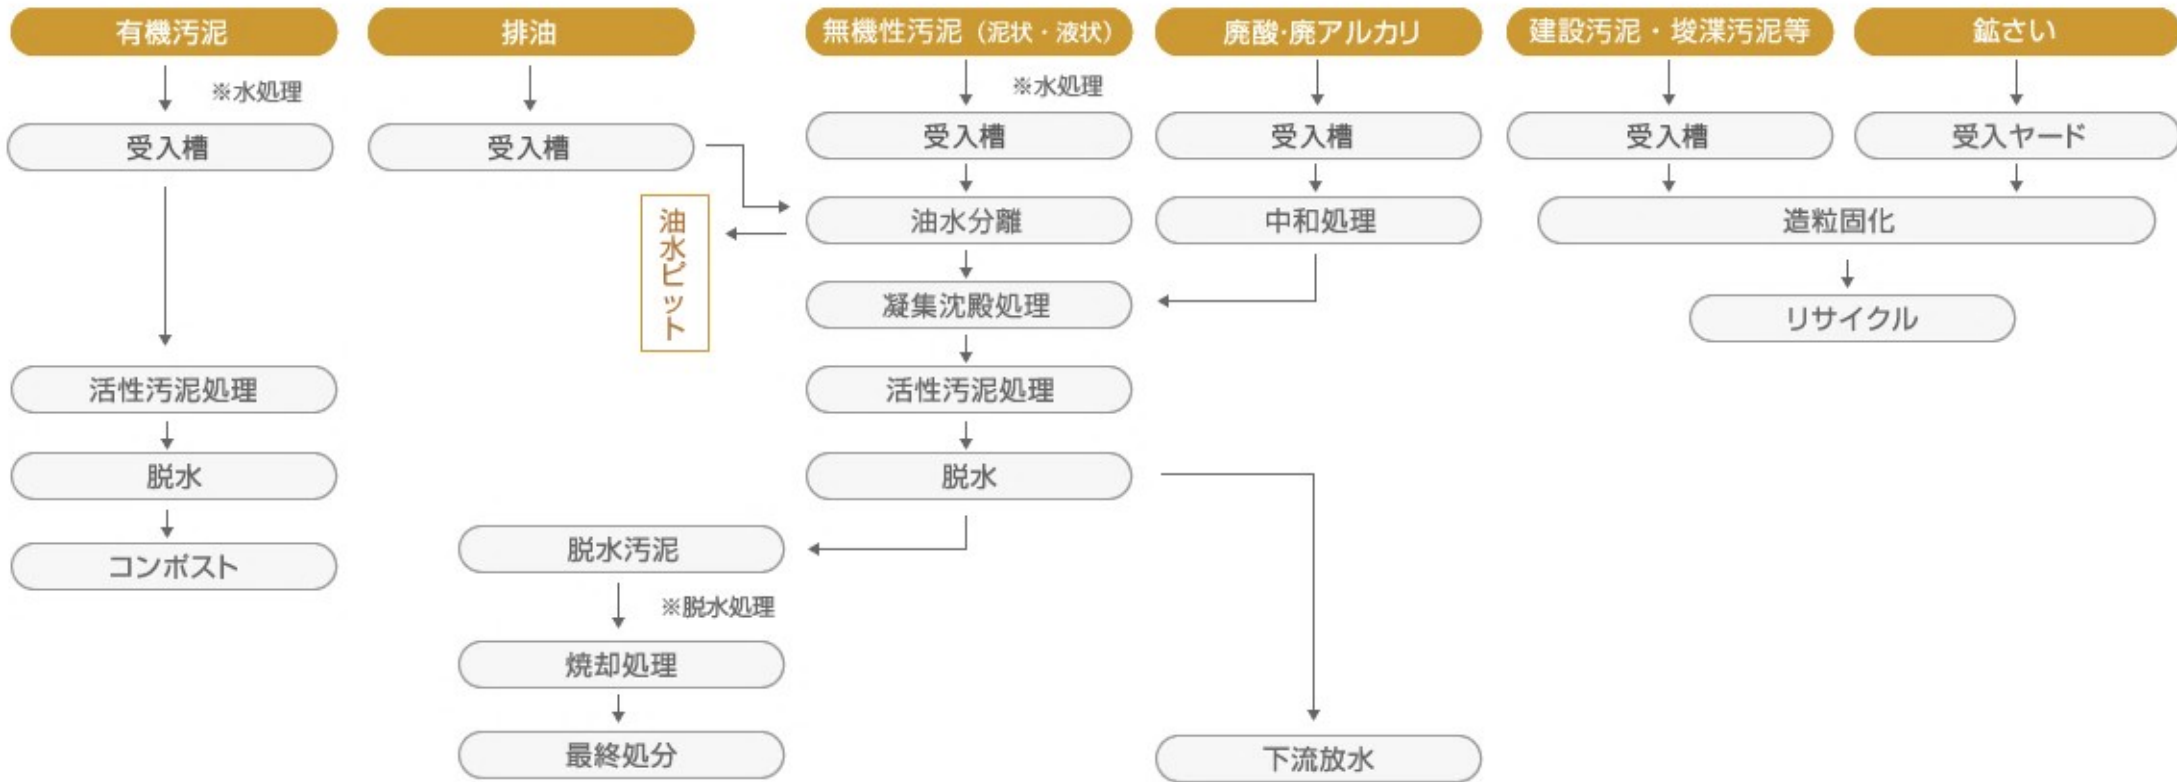 有機汚泥
排油
無機性汚泥（泥状・液状）
廃酸・廃アルカリ
建設汚泥・埈渫汚泥等
鉱さい
※水処理
※水処理
受入槽
受入槽
受入槽
受入槽
受入槽
受入ヤード
油水分離
中和処理
造粒固化
油水ピット
凝集沈殿処理
リサイクル
活性汚泥処理
活性汚泥処理
脱水
脱水
脱水汚泥
コンポスト
※脱水処理
焼却処理
最終処分
下流放水